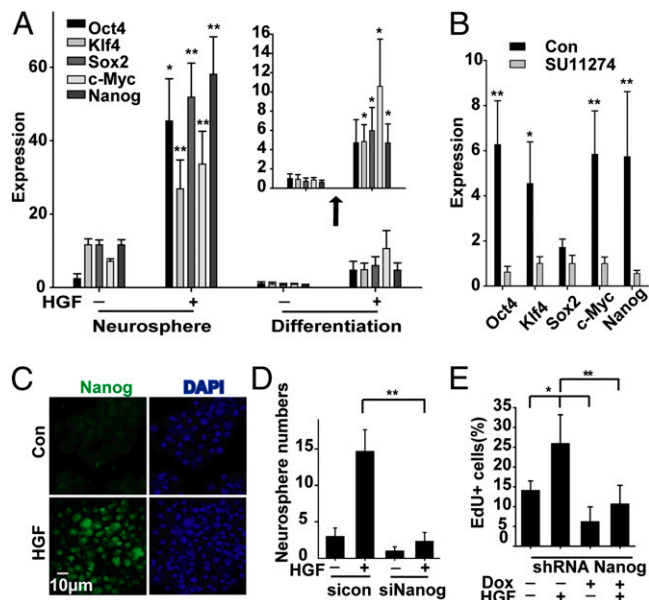 A
Oct4
Klf4
Sox2
c-Myc
Nanog
Expression
60
40
20
0
* ** ** ** **
16
14
12
10
8
6
4
2
0
* * * *
HGF – + – +
Neurosphere Differentiation
B
Con
SU11274
Expression
10
8
6
4
2
0
** * ** **
Oct4 Klf4 Sox2 c-Myc Nanog
C
Nanog DAPI
Con
HGF
10μm
D
Neurosphere numbers
15
10
5
0
**
HGF – + – +
sicon siNanog
E
EdU+ cells(%)
35
30
25
20
15
10
15
0
* **
shRNA Nanog
Dox – – + +
HGF – + – +